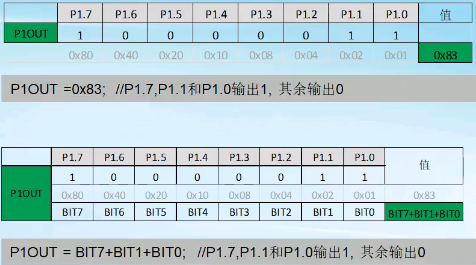 P1.7 P1.6 P1.5 P1.4 P1.3 P1.2 P1.1 P1.0 值
P1OUT 1 0 0 0 0 0 1 1
0x80 0x40 0x20 0x10 0x08 0x04 0x02 0x01 0x83
P1OUT =0x83; //P1.7,P1.1和P1.0输出1, 其余输出0
P1.7 P1.6 P1.5 P1.4 P1.3 P1.2 P1.1 P1.0 值
1 0 0 0 0 0 1 1
P1OUT 0x80 0x40 0x20 0x10 0x08 0x04 0x02 0x01 0x83
BIT7 BIT6 BIT5 BIT4 BIT3 BIT2 BIT1 BIT0 BIT7+BIT1+BIT0
P1OUT = BIT7+BIT1+BIT0; //P1.7,P1.1和P1.0输出1, 其余输出0